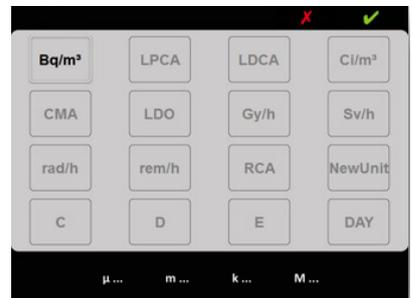 Bq/m³ LPCA LDCA Ci/m³
CMA LDO Gy/h Sv/h
rad/h rem/h RCA NewUnit
C D E DAY
µ ... m ... k ... M ...